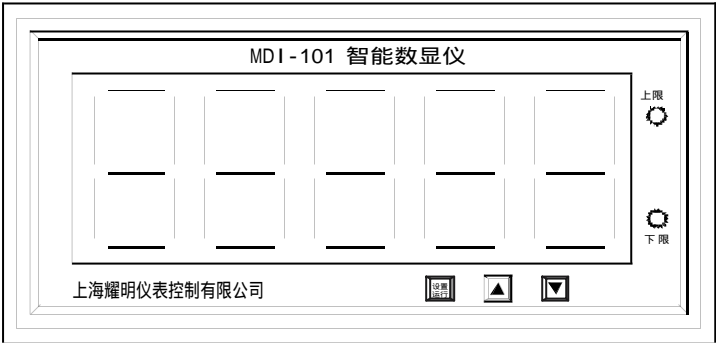 MDI-101 智能数显仪
上限
下限
上海耀明仪表控制有限公司
设置
运行